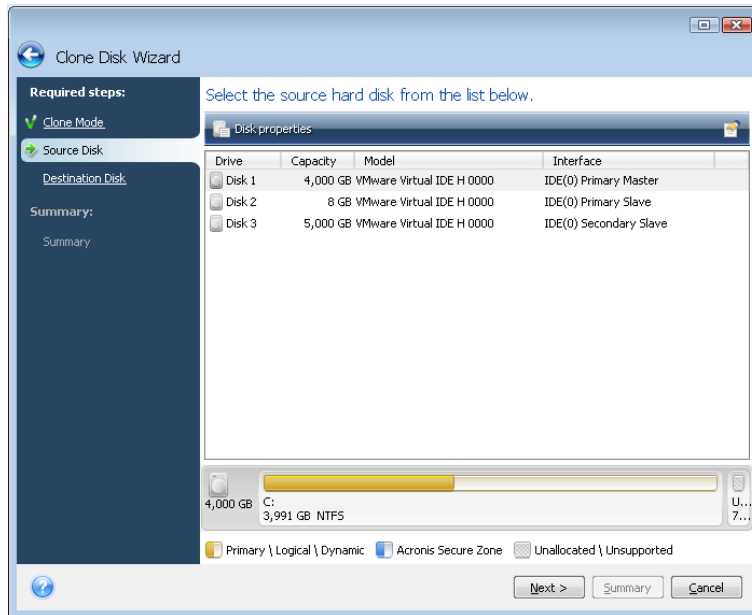 Clone Disk Wizard
Required steps:
Clone Mode
Source Disk
Destination Disk
Summary:
Summary
Select the source hard disk from the list below.
Disk properties
Drive Capacity Model Interface
Disk 1 4,000 GB VMware Virtual IDE H 0000 IDE(0) Primary Master
Disk 2 8 GB VMware Virtual IDE H 0000 IDE(0) Primary Slave
Disk 3 5,000 GB VMware Virtual IDE H 0000 IDE(0) Secondary Slave
4,000 GB
C:
3,991 GB NTFS
U...
7...
Primary \ Logical \ Dynamic Acronis Secure Zone Unallocated \ Unsupported
Next > Summary Cancel